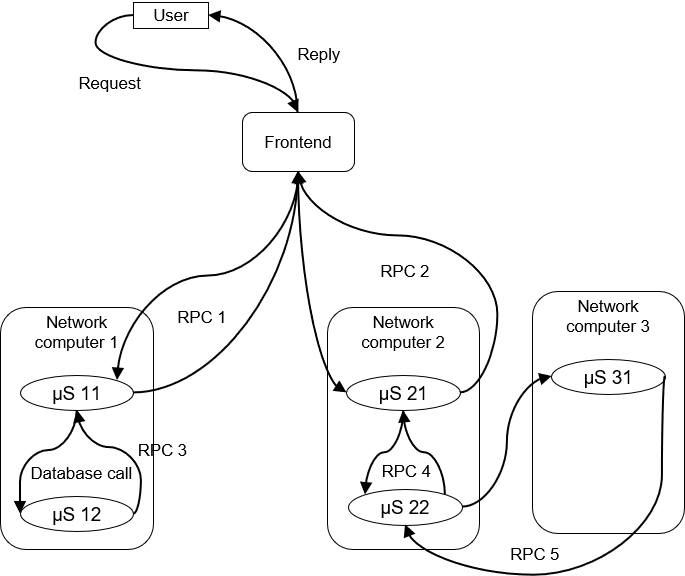 User
Reply
Request
Frontend
RPC 2
RPC 1
Network
computer 1
Network
computer 2
Network
computer 3
µS 11
µS 21
µS 31
RPC 3
Database call
RPC 4
µS 12
µS 22
RPC 5